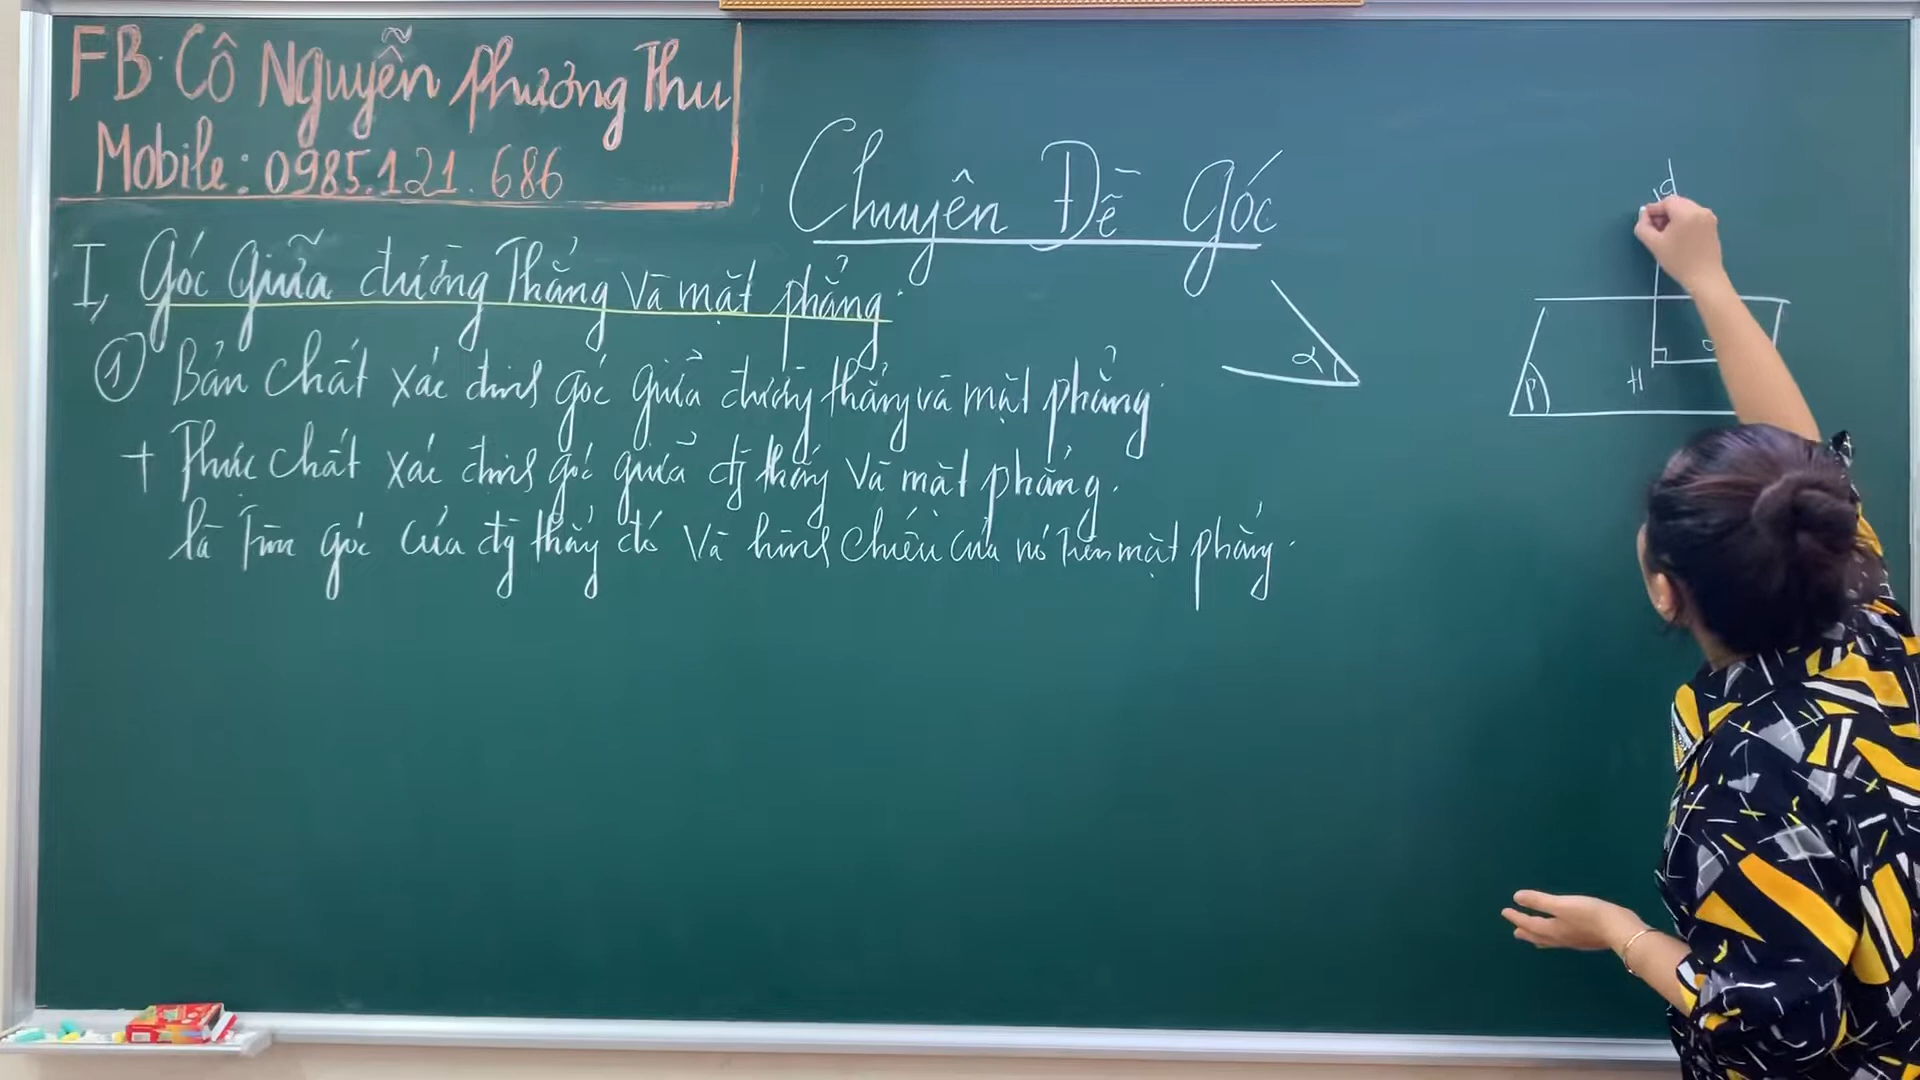 FB. Cô Nguyễn Phương Thu
Mobile: 0985.121.686
Chuyên Đề Góc
I, Góc giữa đường Thẳng và mặt phẳng.
① Bản chất xác định góc giữa đường thẳng và mặt phẳng.
+ Thực chất xác định góc giữa đg thẳng và mặt phẳng.
là Tìm góc của đg thẳng đó Và hình chiếu của nó Trên mặt phẳng.
α
d
H
P